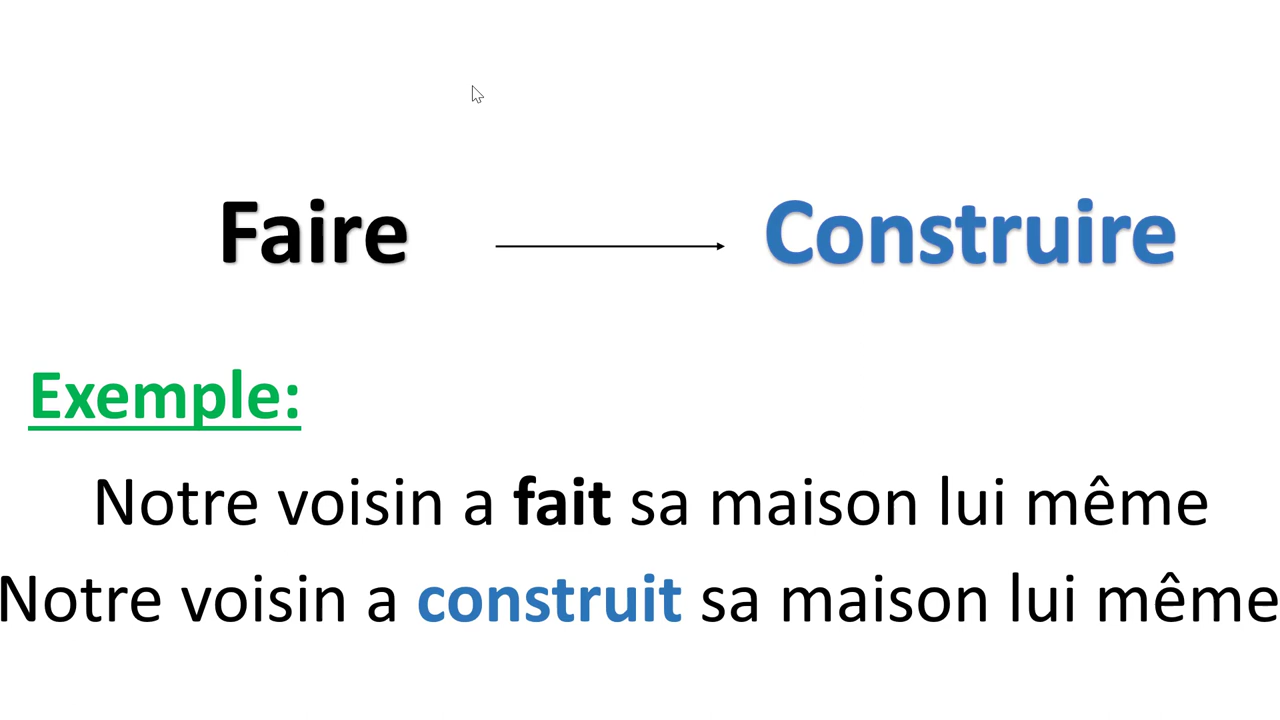 Faire Construire
Exemple:
Notre voisin a fait sa maison lui même
Notre voisin a construit sa maison lui même